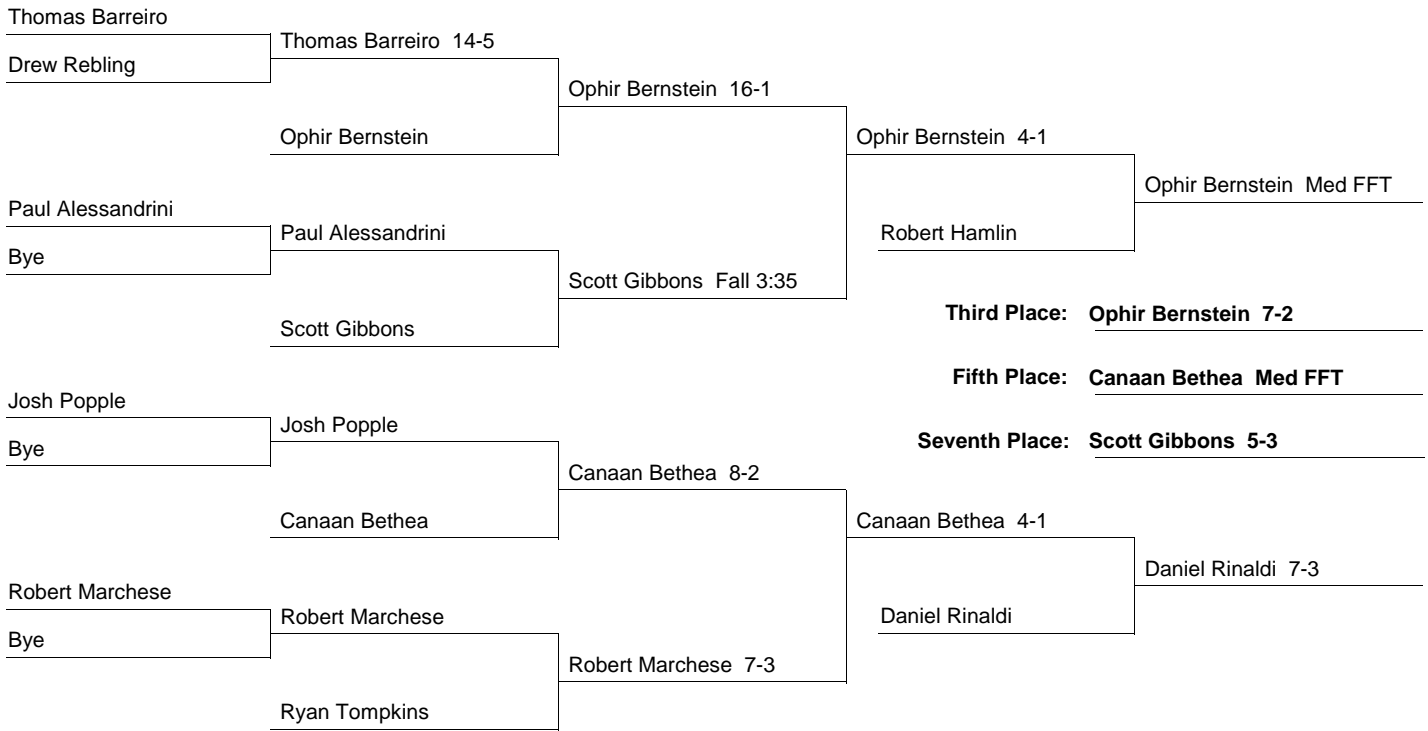 Thomas Barreiro
Drew Rebling
Thomas Barreiro 14-5
Ophir Bernstein
Ophir Bernstein 16-1
Paul Alessandrini
Bye
Paul Alessandrini
Scott Gibbons
Scott Gibbons Fall 3:35
Ophir Bernstein 4-1
Robert Hamlin
Ophir Bernstein Med FFT
Third Place: Ophir Bernstein 7-2
Fifth Place: Canaan Bethea Med FFT
Seventh Place: Scott Gibbons 5-3
Josh Popple
Bye
Josh Popple
Canaan Bethea
Canaan Bethea 8-2
Robert Marchese
Bye
Robert Marchese
Ryan Tompkins
Robert Marchese 7-3
Canaan Bethea 4-1
Daniel Rinaldi
Daniel Rinaldi 7-3